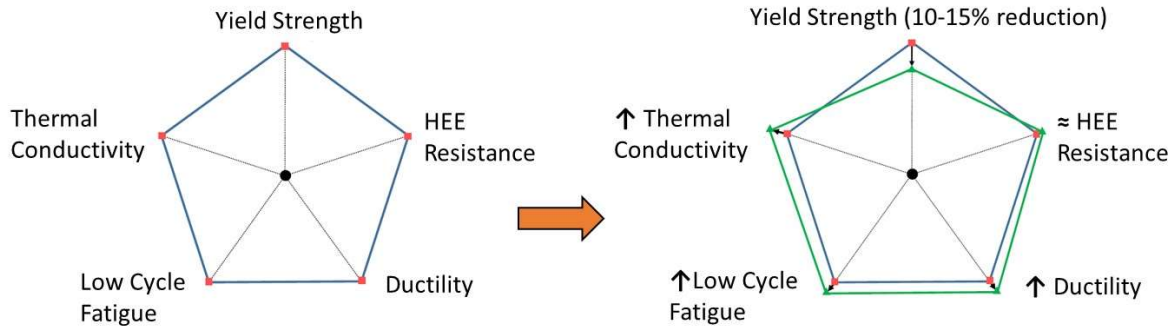 Yield Strength
Thermal
Conductivity
HEE
Resistance
Low Cycle
Fatigue
Ductility
Yield Strength (10-15% reduction)
↑ Thermal
Conductivity
≈ HEE
Resistance
↑Low Cycle
Fatigue
↑ Ductility